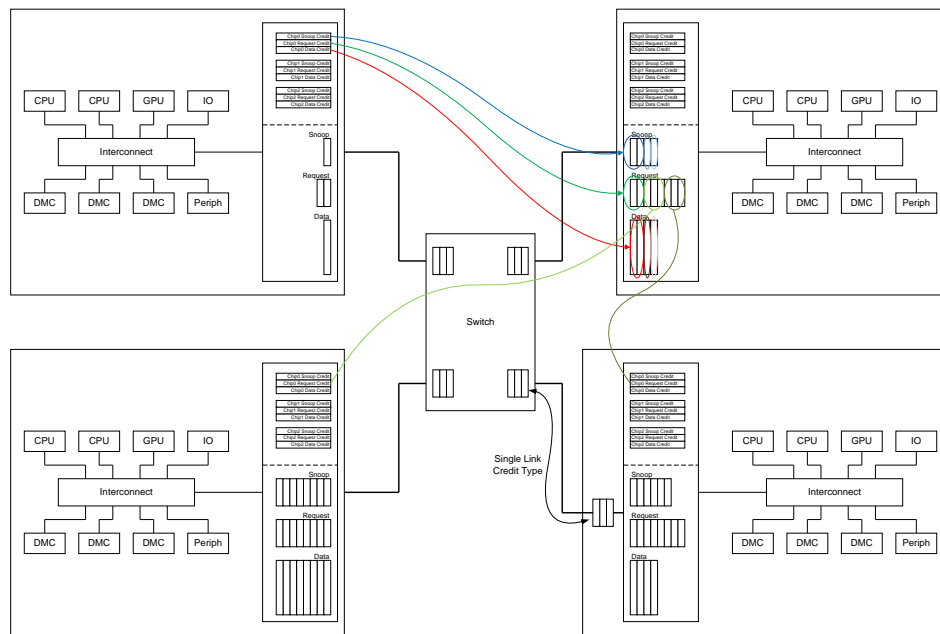 Chip0 Snoop Credit
Chip0 Request Credit
Chip0 Data Credit
Chip1 Snoop Credit
Chip1 Request Credit
Chip1 Data Credit
Chip2 Snoop Credit
Chip2 Request Credit
Chip2 Data Credit
CPU CPU GPU IO
Interconnect
DMC DMC DMC Periph
Snoop
Request
Data
Chip0 Snoop Credit
Chip0 Request Credit
Chip0 Data Credit
Chip1 Snoop Credit
Chip1 Request Credit
Chip1 Data Credit
Chip2 Snoop Credit
Chip2 Request Credit
Chip2 Data Credit
Snoop
Request
Data
CPU CPU GPU IO
Interconnect
DMC DMC DMC Periph
Switch
Chip0 Snoop Credit
Chip0 Request Credit
Chip0 Data Credit
Chip1 Snoop Credit
Chip1 Request Credit
Chip1 Data Credit
Chip2 Snoop Credit
Chip2 Request Credit
Chip2 Data Credit
CPU CPU GPU IO
Interconnect
DMC DMC DMC Periph
Snoop
Request
Data
Single Link
Credit Type
Chip0 Snoop Credit
Chip0 Request Credit
Chip0 Data Credit
Chip1 Snoop Credit
Chip1 Request Credit
Chip1 Data Credit
Chip2 Snoop Credit
Chip2 Request Credit
Chip2 Data Credit
Snoop
Request
Data
CPU CPU GPU IO
Interconnect
DMC DMC DMC Periph